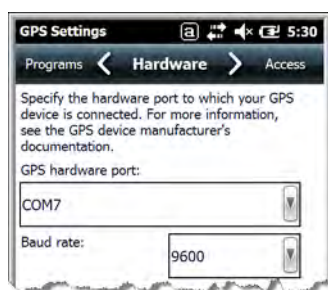 GPS Settings a 5:30
Programs Hardware Access
Specify the hardware port to which your GPS
device is connected. For more information,
see the GPS device manufacturer's
documentation.
GPS hardware port:
COM7
Baud rate:
9600